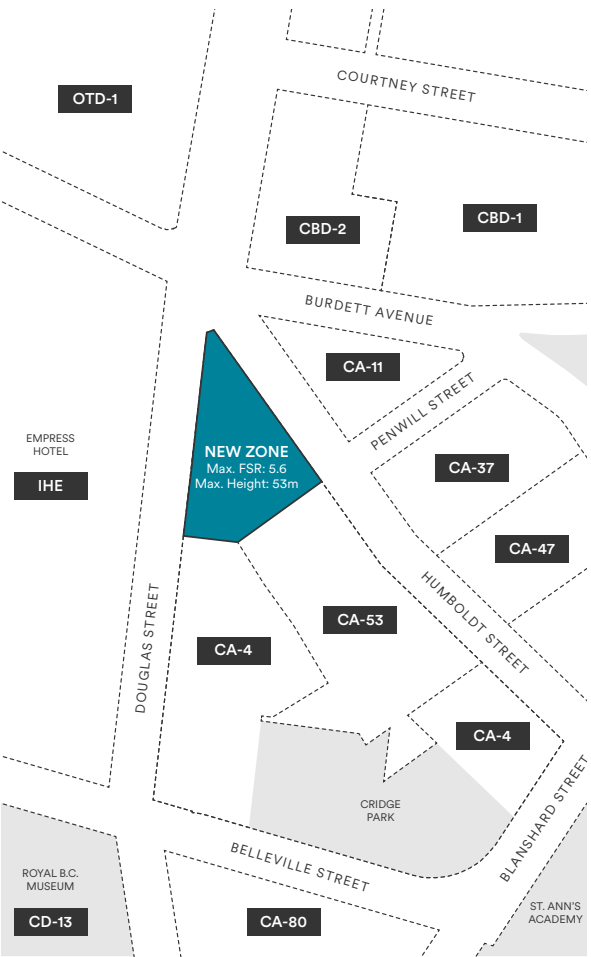 COURTNEY STREET
OTD-1
CBD-1
CBD-2
BURDETT AVENUE
CA-11
PENWILL STREET
EMPRESS
HOTEL
IHE
NEW ZONE
Max. FSR: 5.6
Max. Height: 53m
CA-37
CA-47
HUMBOLDT STREET
DOUGLAS STREET
CA-53
CA-4
CA-4
CRIDGE
PARK
BLANSHARD STREET
BELLEVILLE STREET
ROYAL B.C.
MUSEUM
CD-13
CA-80
ST. ANN'S
ACADEMY